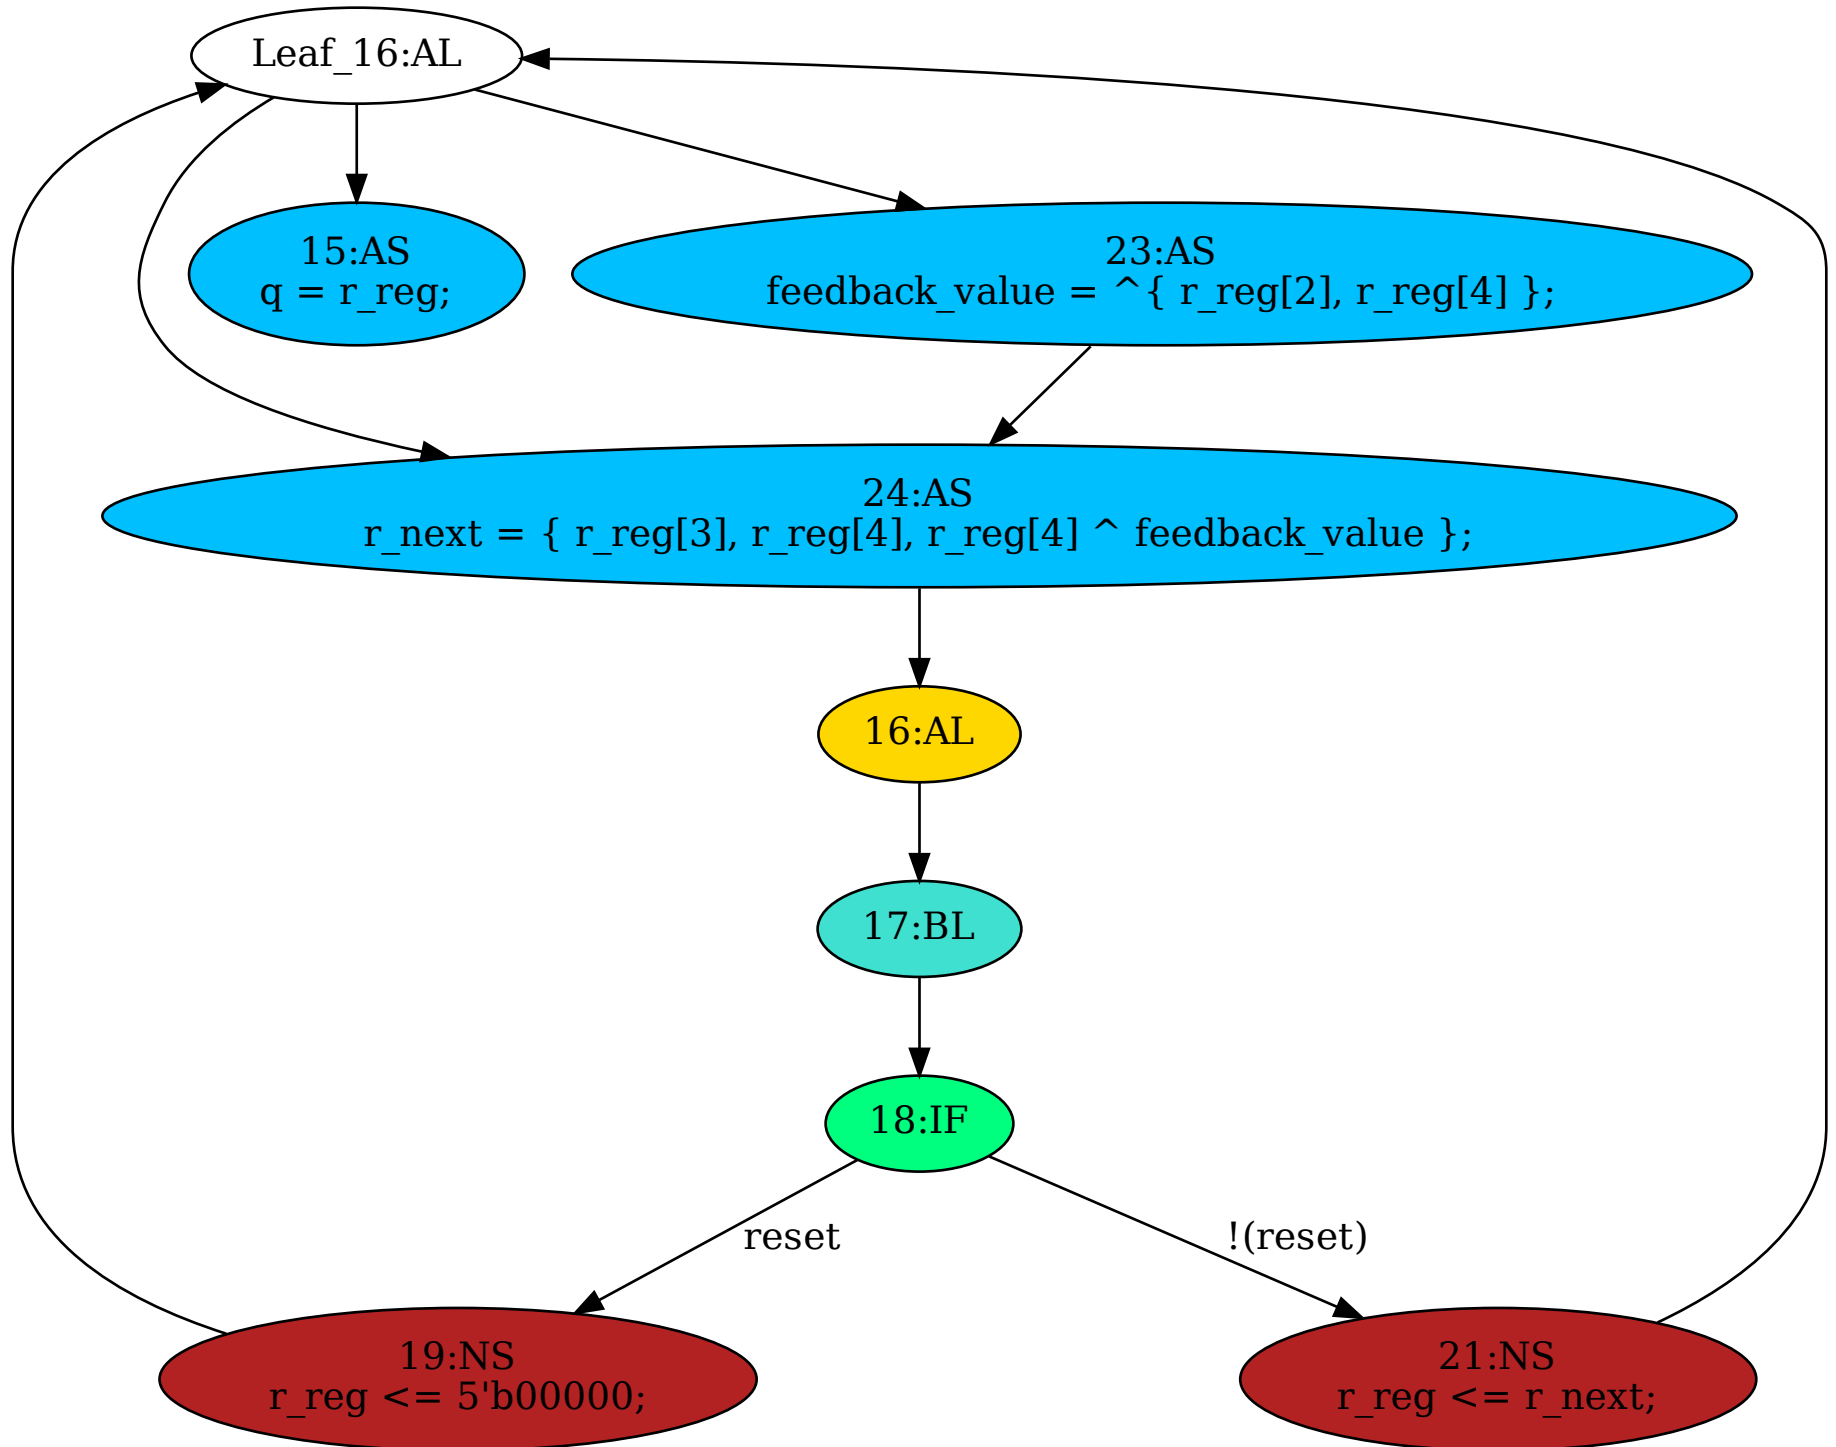 Leaf_16:AL
15:AS
q = r_reg;
23:AS
feedback_value = ^{ r_reg[2], r_reg[4] };
24:AS
r_next = { r_reg[3], r_reg[4], r_reg[4] ^ feedback_value };
16:AL
17:BL
18:IF
reset
!(reset)
19:NS
r_reg <= 5'b00000;
21:NS
r_reg <= r_next;